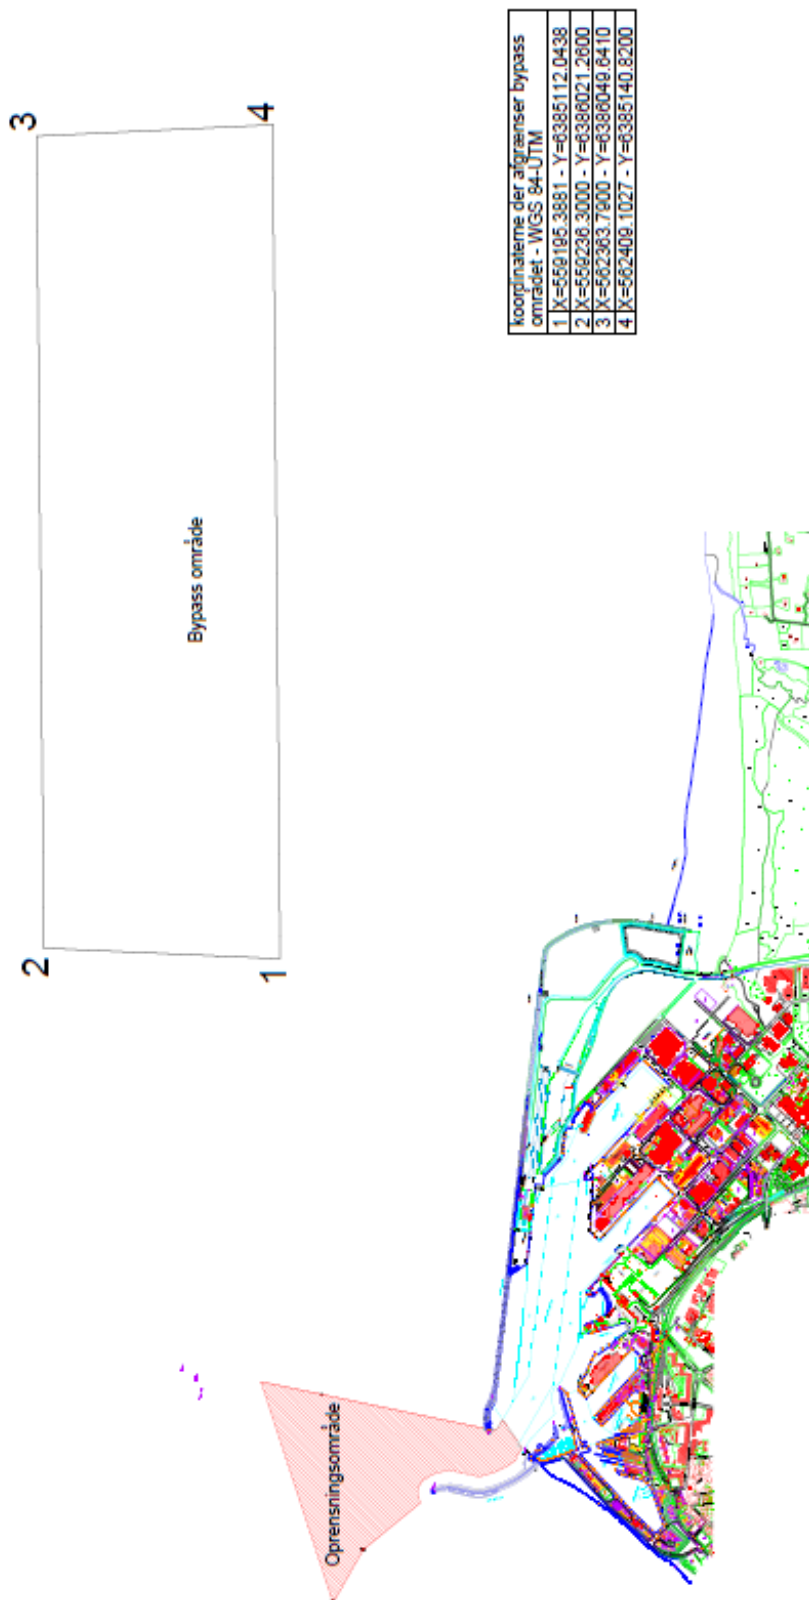 3
4
2
1
Bypass område
Oprensningsområde
koordinaterne der afgrænser bypass
området - WGS 84-UTM
1 X=559195.3881 - Y=6385112.0438
2 X=559236.3000 - Y=6386021.2600
3 X=562363.7900 - Y=6386049.6410
4 X=562409.1027 - Y=6385140.8200